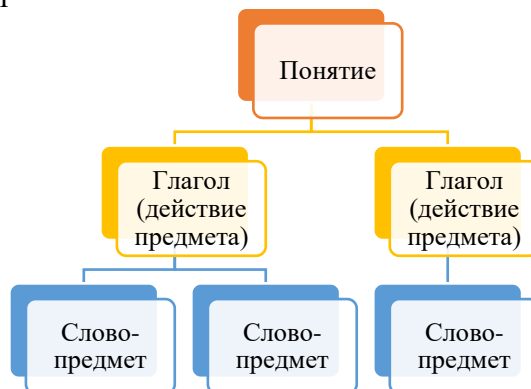 Понятие
Глагол
(действие
предмета)
Глагол
(действие
предмета)
Слово-
предмет
Слово-
предмет
Слово-
предмет